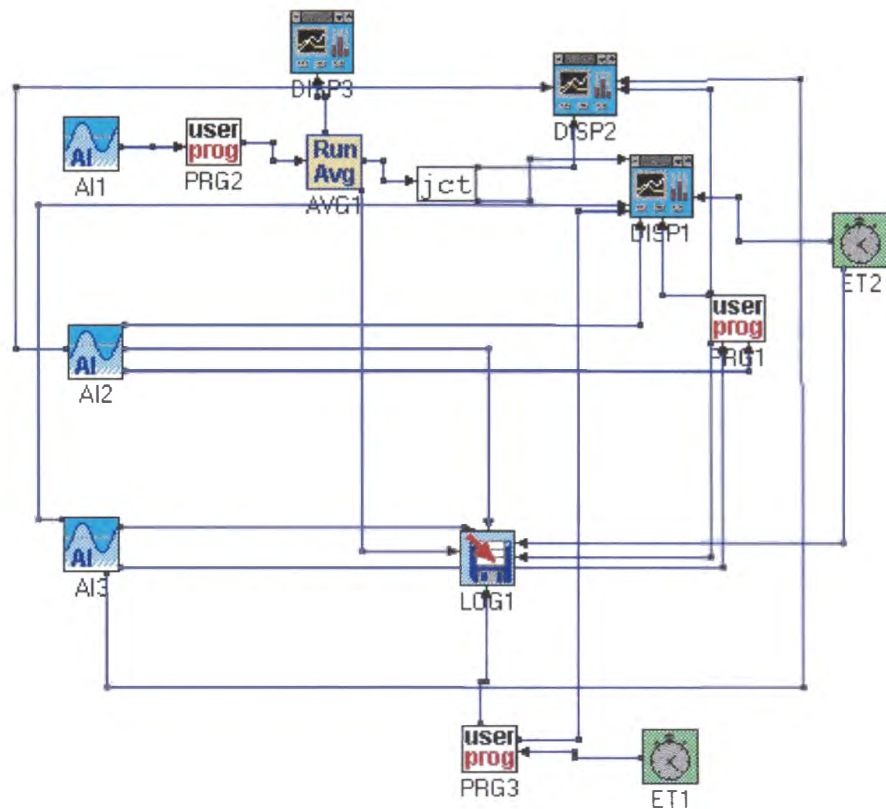 DISP3
DISP2
AI
AI1
user
prog
PRG2
Run
Avg
AVG1
jct
DISP1
ET2
user
prog
PRG1
AI
AI2
AI
AI3
LOG1
user
prog
PRG3
ET1